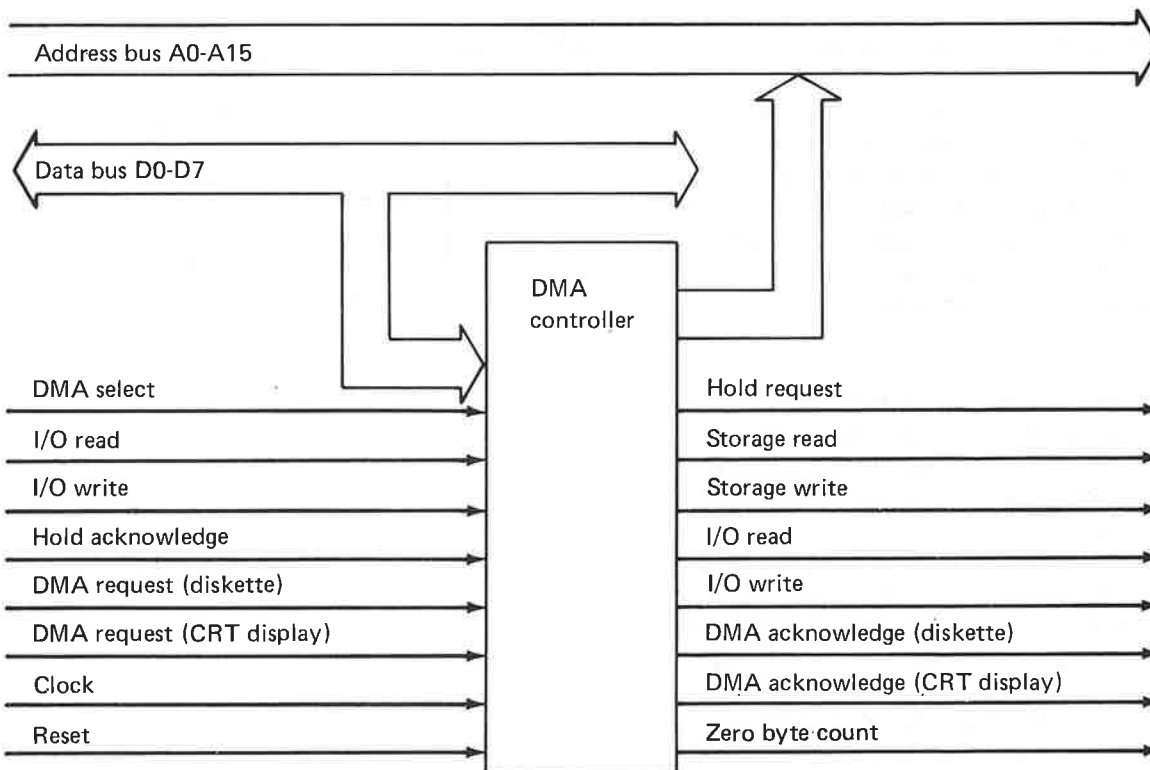 Address bus A0-A15
Data bus D0-D7
DMA
controller
DMA select
I/O read
I/O write
Hold acknowledge
DMA request (diskette)
DMA request (CRT display)
Clock
Reset
Hold request
Storage read
Storage write
I/O read
I/O write
DMA acknowledge (diskette)
DMA acknowledge (CRT display)
Zero byte count